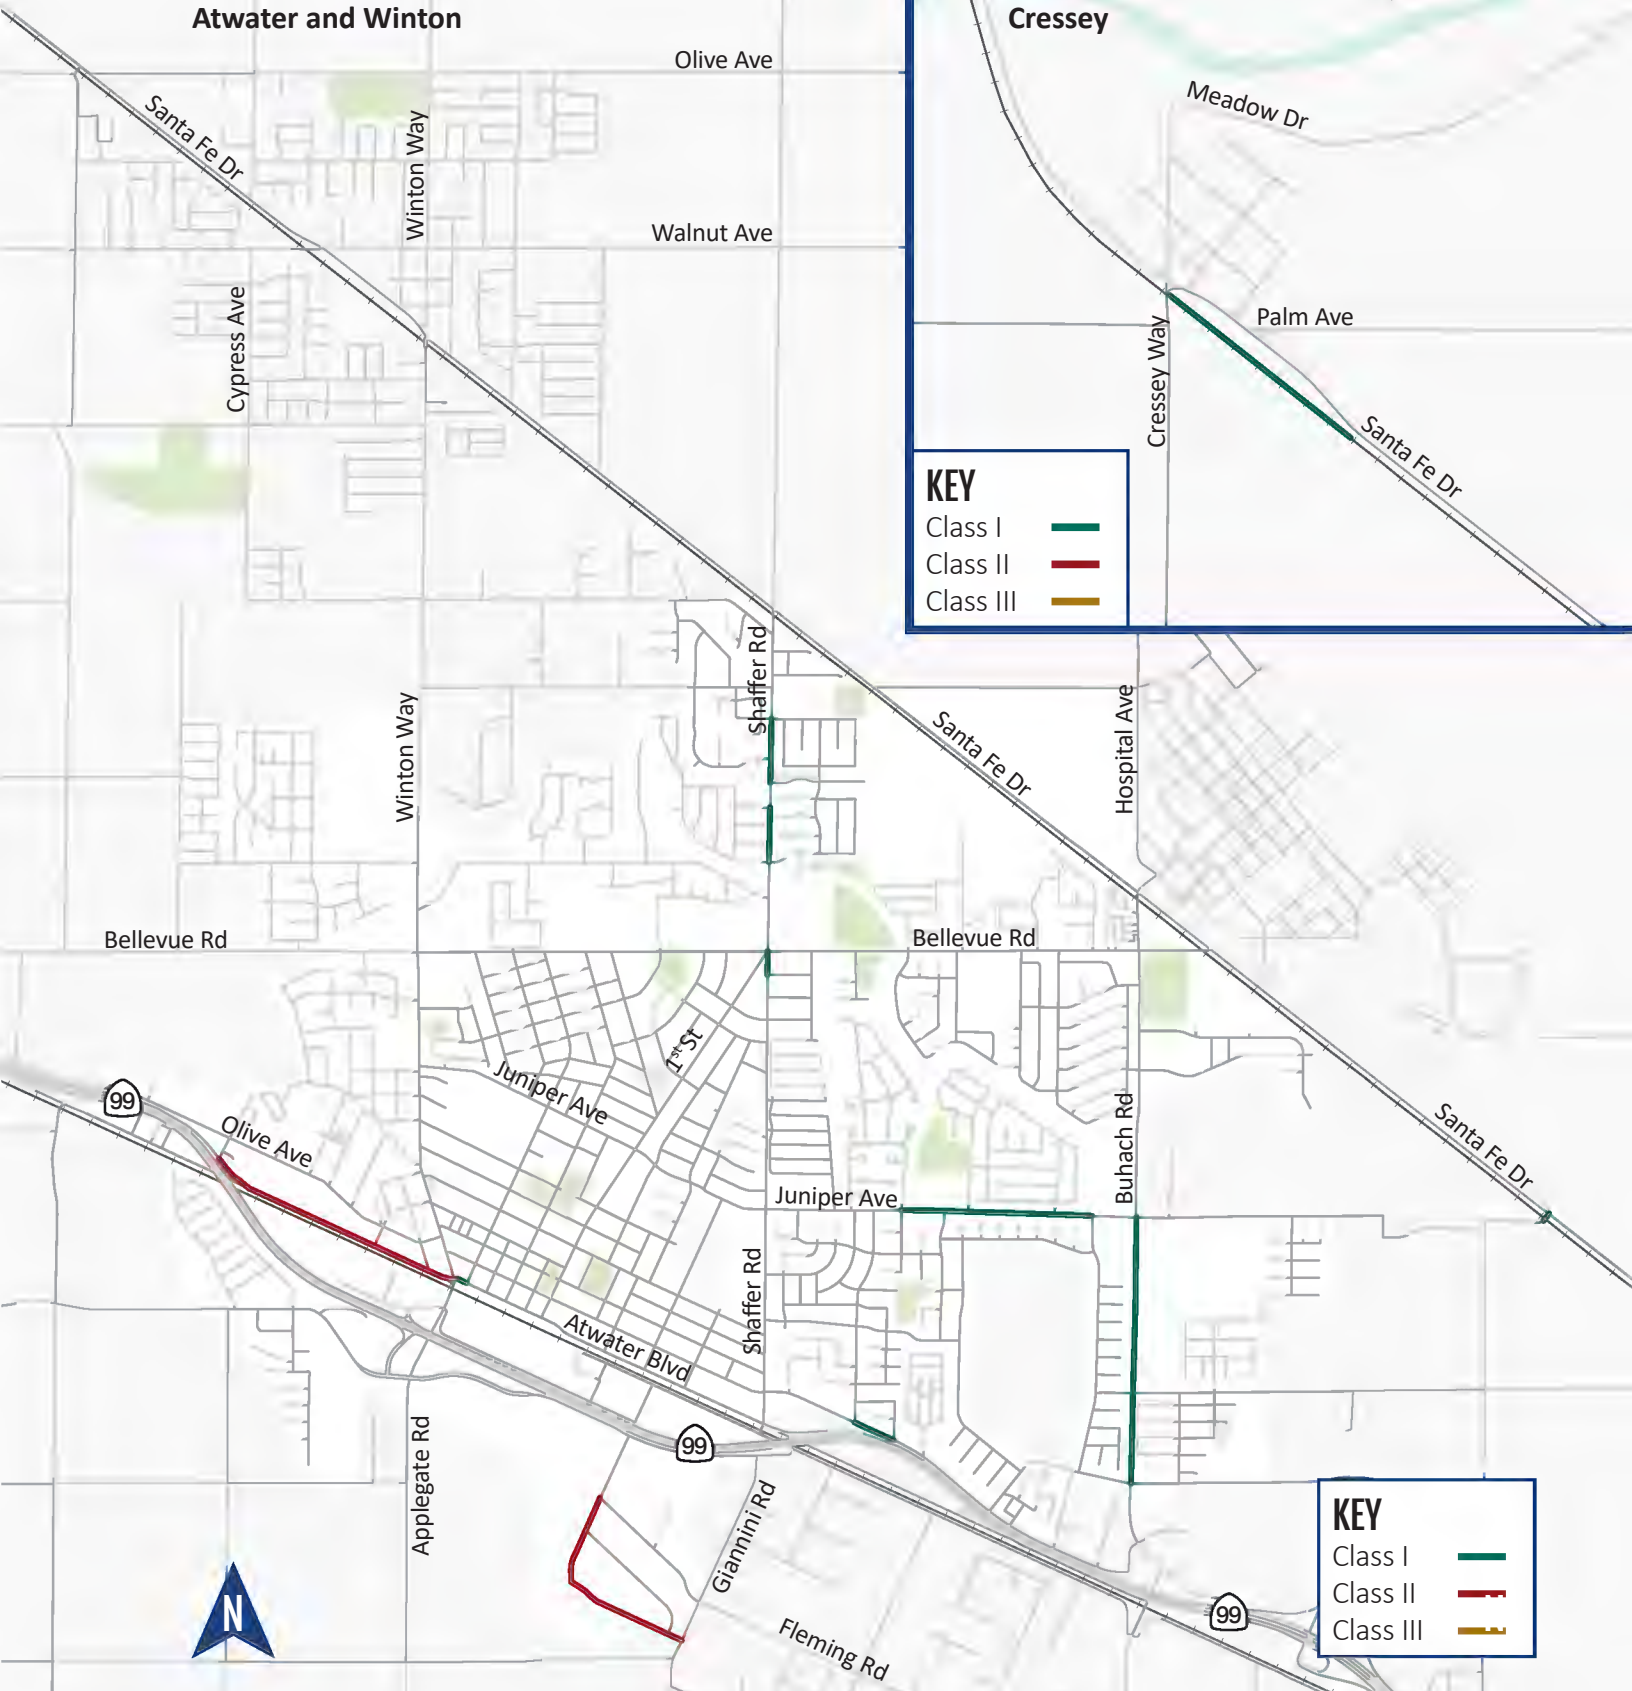 Atwater and Winton
Cressey
Olive Ave
Meadow Dr
Santa Fe Dr
Winton Way
Walnut Ave
Cypress Ave
Palm Ave
Cressey Way
Santa Fe Dr
KEY
Class I
Class II
Class III
Shaffer Rd
Winton Way
Santa Fe Dr
Hospital Ave
Bellevue Rd
Bellevue Rd
1st St
Juniper Ave
99
Olive Ave
Buhach Rd
Santa Fe Dr
Juniper Ave
Shaffer Rd
Atwater Blvd
Applegate Rd
99
Giannini Rd
KEY
Class I
Class II
Class III
N
99
Fleming Rd